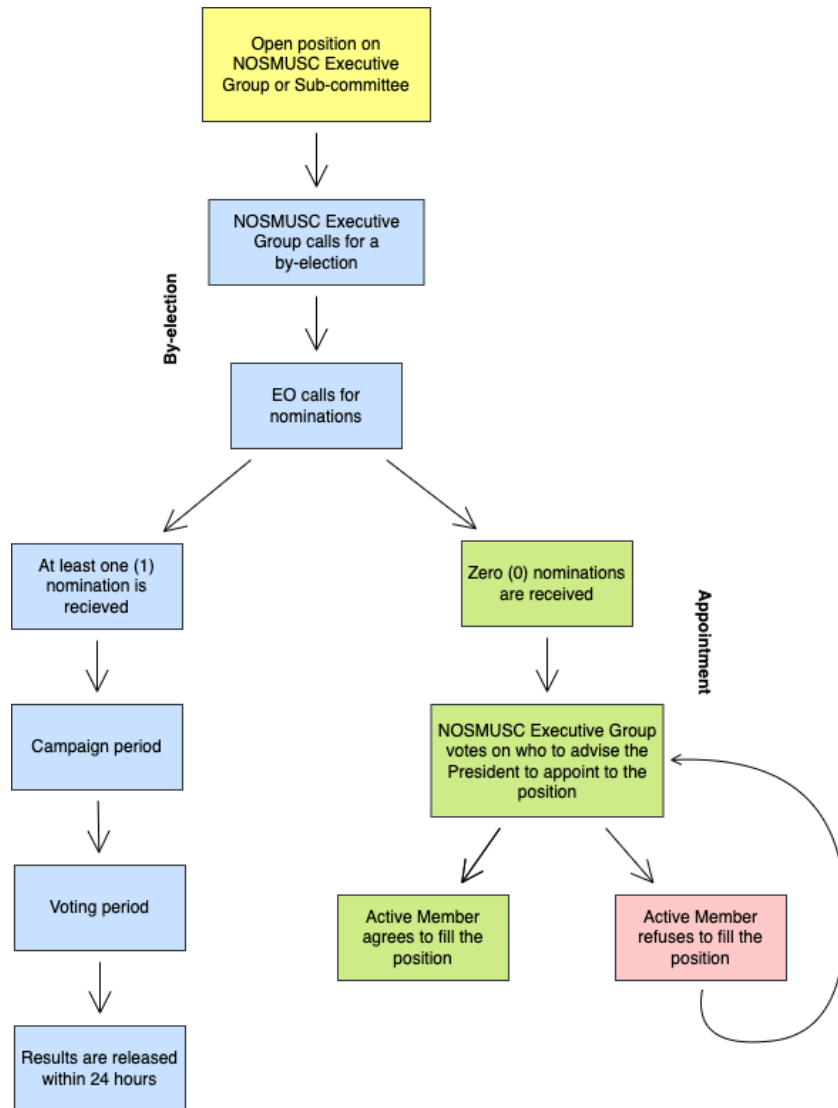 Open position on
NOSMUSC Executive
Group or Sub-committee
NOSMUSC Executive
Group calls for a
by-election
By-election
EO calls for
nominations
At least one (1)
nomination is
recieved
Zero (0) nominations
are received
Appointment
Campaign period
NOSMUSC Executive Group
votes on who to advise the
President to appoint to the
position
Voting period
Active Member
agrees to fill the
position
Active Member
refuses to fill the
position
Results are released
within 24 hours